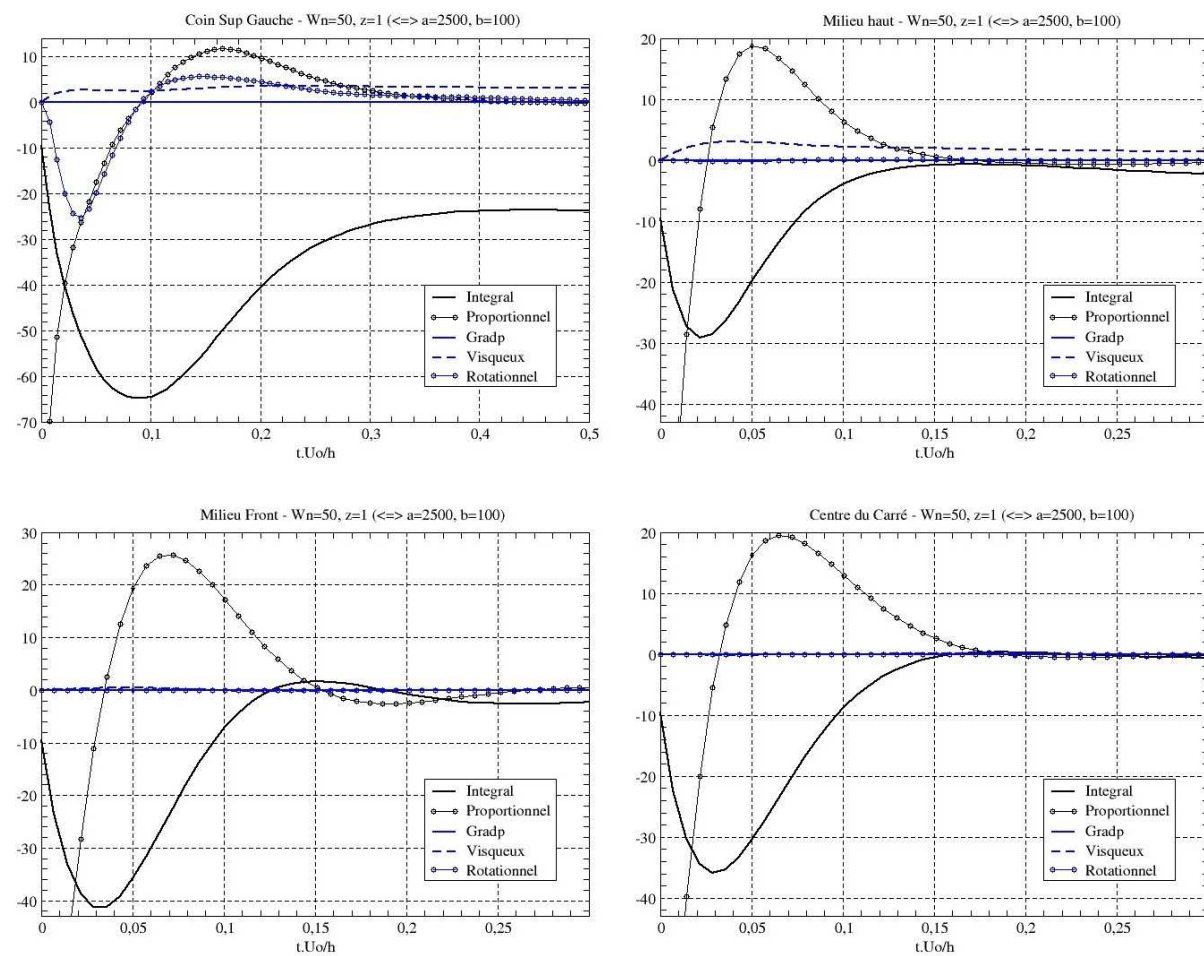 Coin Sup Gauche - Wn=50, z=1 (<=> a=2500, b=100)
10
0
-10
-20
-30
-40
-50
-60
-70
0
0,1
0,2
0,3
0,4
0,5
t.Uo/h
Integral
Proportionnel
Gradp
Visqueux
Rotationnel
Milieu haut - Wn=50, z=1 (<=> a=2500, b=100)
20
10
0
-10
-20
-30
-40
0
0,05
0,1
0,15
0,2
0,25
t.Uo/h
Integral
Proportionnel
Gradp
Visqueux
Rotationnel
Milieu Front - Wn=50, z=1 (<=> a=2500, b=100)
30
20
10
0
-10
-20
-30
-40
0
0,05
0,1
0,15
0,2
0,25
t.Uo/h
Integral
Proportionnel
Gradp
Visqueux
Rotationnel
Centre du Carré - Wn=50, z=1 (<=> a=2500, b=100)
20
10
0
-10
-20
-30
-40
0
0,05
0,1
0,15
0,2
0,25
t.Uo/h
Integral
Proportionnel
Gradp
Visqueux
Rotationnel